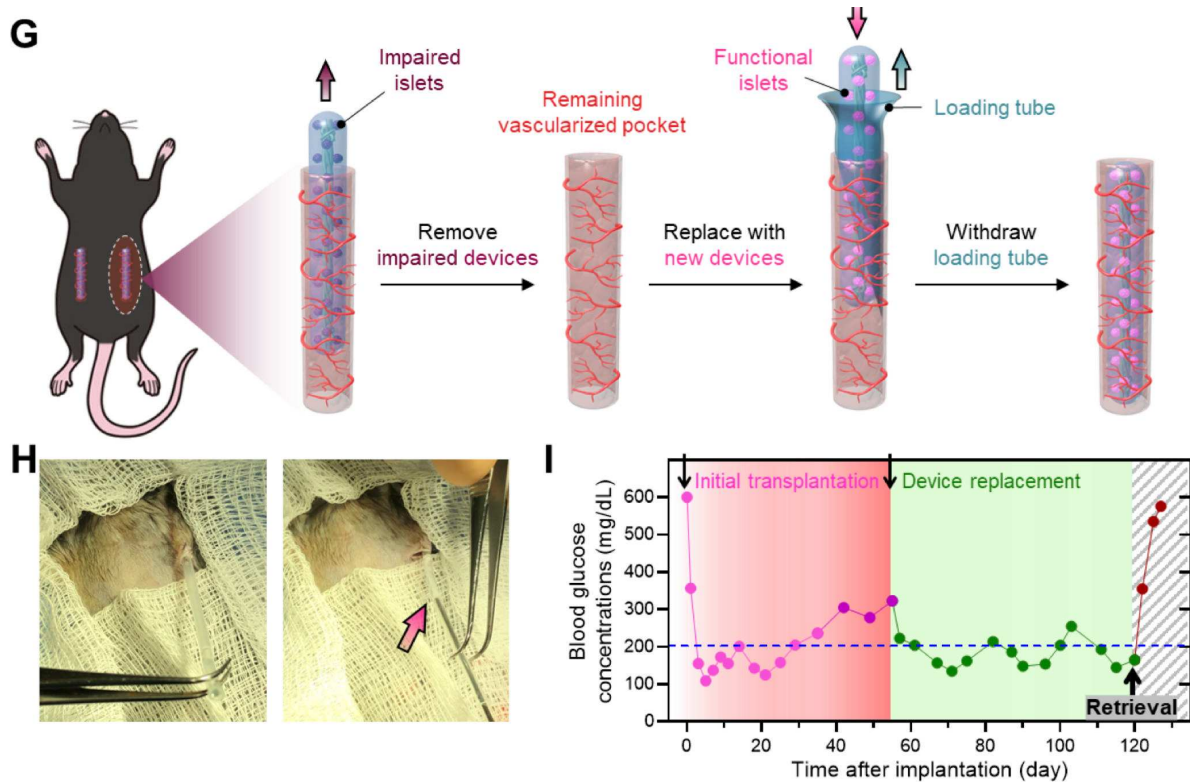 G
Impaired
islets
Remaining
vascularized pocket
Functional
islets
Loading tube
Remove
impaired devices
Replace with
new devices
Withdraw
loading tube
H
I
Initial transplantation
Device replacement
Blood glucose
concentrations (mg/dL)
600
500
400
300
200
100
0
Retrieval
0
20
40
60
80
100
120
Time after implantation (day)